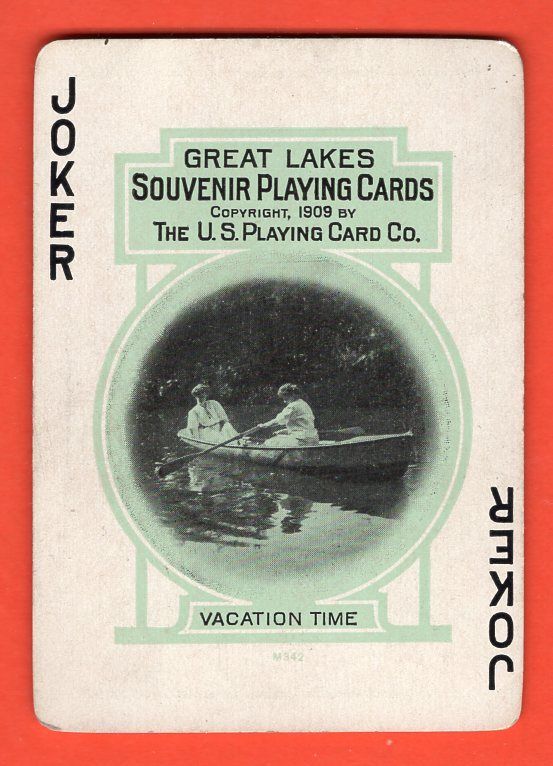 JOKER
GREAT LAKES
SOUVENIR PLAYING CARDS
COPYRIGHT, 1909 BY
THE U.S. PLAYING CARD CO.
VACATION TIME
M342
JOKER